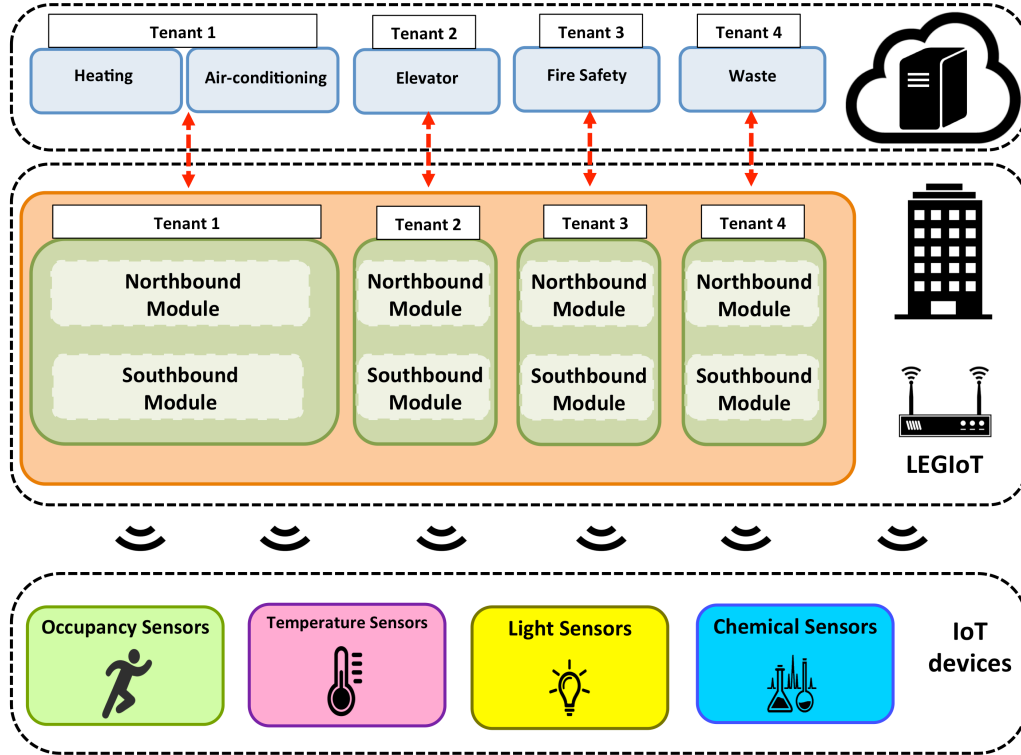 Tenant 1
Tenant 2
Tenant 3
Tenant 4
Heating
Air-conditioning
Elevator
Fire Safety
Waste
Tenant 1
Tenant 2
Tenant 3
Tenant 4
Northbound
Module
Northbound
Module
Northbound
Module
Northbound
Module
Southbound
Module
Southbound
Module
Southbound
Module
Southbound
Module
LEGIoT
Occupancy Sensors
Temperature Sensors
Light Sensors
Chemical Sensors
IoT
devices